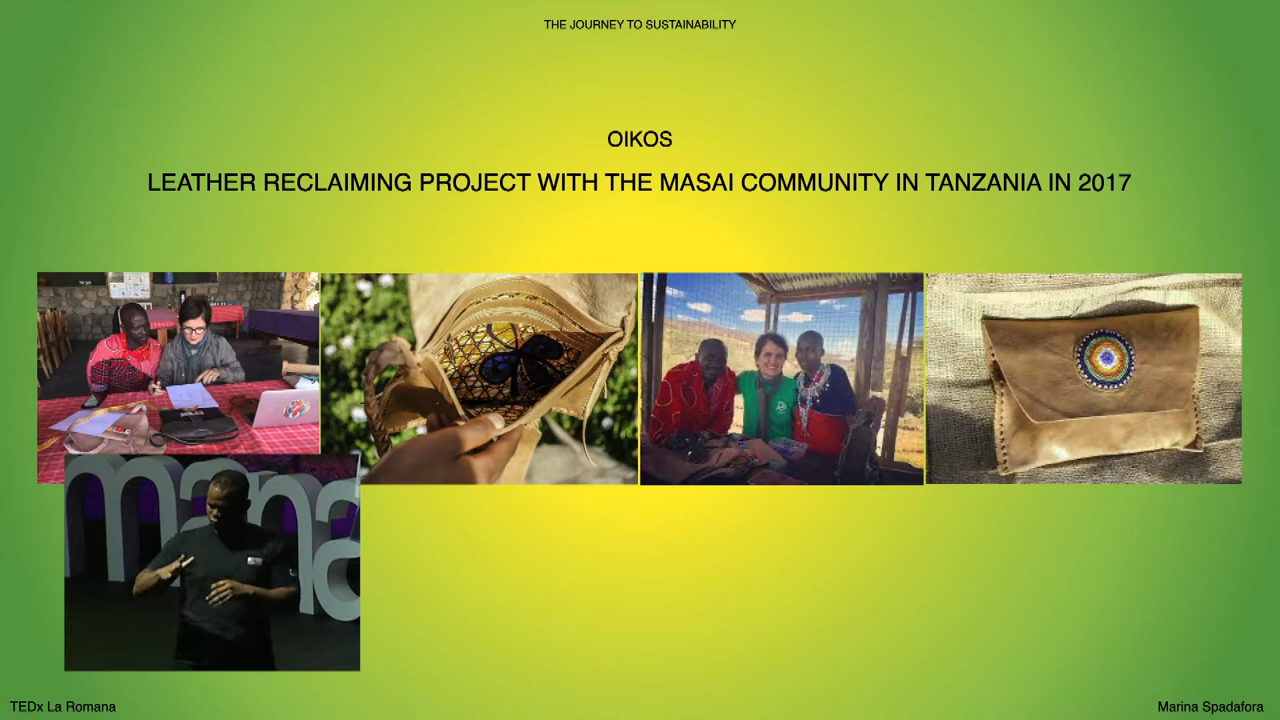 THE JOURNEY TO SUSTAINABILITY
OIKOS
LEATHER RECLAIMING PROJECT WITH THE MASAI COMMUNITY IN TANZANIA IN 2017
mana
TEDx La Romana
Marina Spadafora